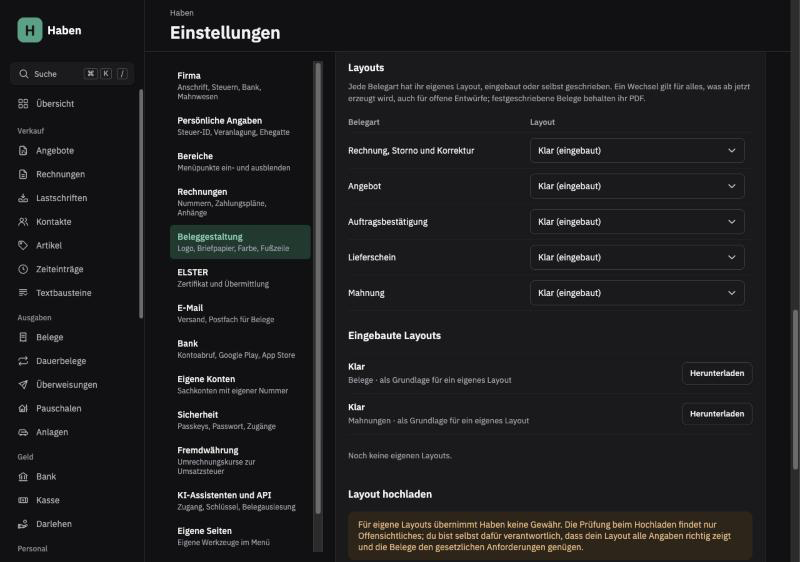 H
Haben
Suche
⌘
K
/
Übersicht
Verkauf
Angebote
Rechnungen
Lastschriften
Kontakte
Artikel
Zeiteinträge
Textbausteine
Ausgaben
Belege
Dauerbelege
Überweisungen
Pauschalen
Anlagen
Geld
Bank
Kasse
Darlehen
Personal
Haben
Einstellungen
Firma
Anschrift, Steuern, Bank,
Mahnwesen
Persönliche Angaben
Steuer-ID, Veranlagung, Ehegatte
Bereiche
Menüpunkte ein- und ausblenden
Rechnungen
Nummern, Zahlungspläne,
Anhänge
Beleggestaltung
Logo, Briefpapier, Farbe, Fußzeile
ELSTER
Zertifikat und Übermittlung
E-Mail
Versand, Postfach für Belege
Bank
Kontoabruf, Google Play, App Store
Eigene Konten
Sachkonten mit eigener Nummer
Sicherheit
Passkeys, Passwort, Zugänge
Fremdwährung
Umrechnungskurse zur
Umsatzsteuer
KI-Assistenten und API
Zugang, Schlüssel, Belegauslesung
Eigene Seiten
Eigene Werkzeuge im Menü
Layouts
Jede Belegart hat ihr eigenes Layout, eingebaut oder selbst geschrieben. Ein Wechsel gilt für alles, was ab jetzt
erzeugt wird, auch für offene Entwürfe; festgeschriebene Belege behalten ihr PDF.
Belegart Layout
Rechnung, Storno und Korrektur Klar (eingebaut)
Angebot Klar (eingebaut)
Auftragsbestätigung Klar (eingebaut)
Lieferschein Klar (eingebaut)
Mahnung Klar (eingebaut)
Eingebaute Layouts
Klar
Belege · als Grundlage für ein eigenes Layout
Herunterladen
Klar
Mahnungen · als Grundlage für ein eigenes Layout
Herunterladen
Noch keine eigenen Layouts.
Layout hochladen
Für eigene Layouts übernimmt Haben keine Gewähr. Die Prüfung beim Hochladen findet nur
Offensichtliches; du bist selbst dafür verantwortlich, dass dein Layout alle Angaben richtig zeigt
und die Belege den gesetzlichen Anforderungen genügen.